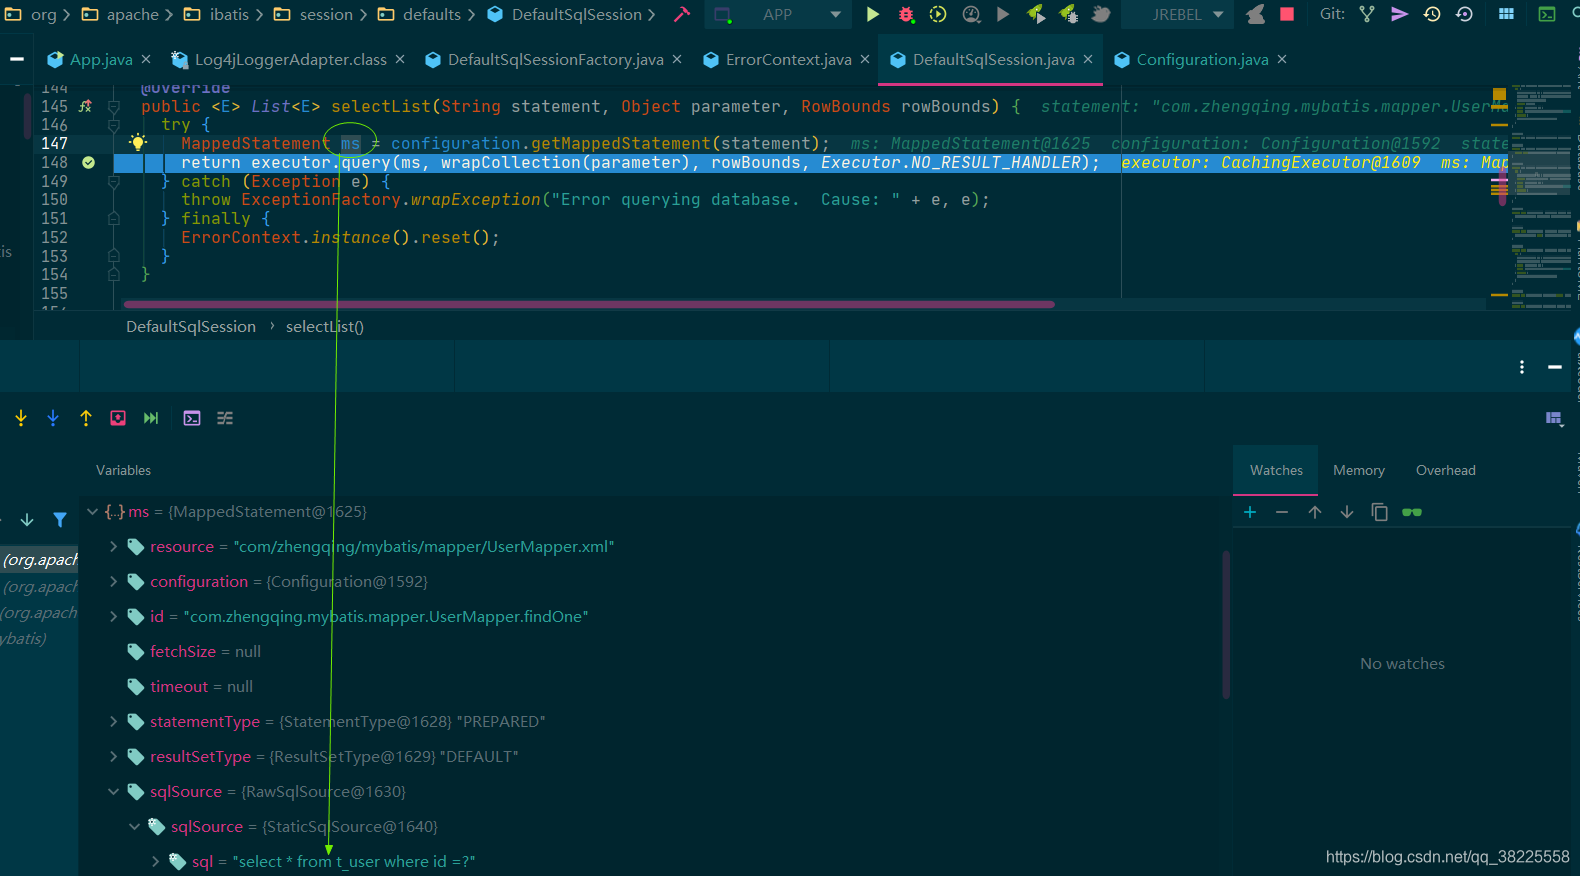 org apache ibatis session defaults DefaultSqlSession APP JREBEL Git:
App.java Log4jLoggerAdapter.class DefaultSqlSessionFactory.java ErrorContext.java DefaultSqlSession.java Configuration.java
144 @Override
145 public <E> List<E> selectList(String statement, Object parameter, RowBounds rowBounds) { statement: "com.zhengqing.mybatis.mapper.UserMa
146 try {
147 MappedStatement ms = configuration.getMappedStatement(statement); ms: MappedStatement@1625 configuration: Configuration@1592 state
148 return executor.query(ms, wrapCollection(parameter), rowBounds, Executor.NO_RESULT_HANDLER); executor: CachingExecutor@1609 ms: Map
149 } catch (Exception e) {
150 throw ExceptionFactory.wrapException("Error querying database.  Cause: " + e, e);
151 } finally {
152 ErrorContext.instance().reset();
153 }
154 }
155
DefaultSqlSession › selectList()
Variables
Watches Memory Overhead
{...} ms = {MappedStatement@1625}
resource = "com/zhengqing/mybatis/mapper/UserMapper.xml"
(org.apach
configuration = {Configuration@1592}
(org.apach
id = "com.zhengqing.mybatis.mapper.UserMapper.findOne"
(org.apach
ybatis)
fetchSize = null
No watches
timeout = null
statementType = {StatementType@1628} "PREPARED"
resultSetType = {ResultSetType@1629} "DEFAULT"
sqlSource = {RawSqlSource@1630}
sqlSource = {StaticSqlSource@1640}
sql = "select * from t_user where id =?"
https://blog.csdn.net/qq_38225558